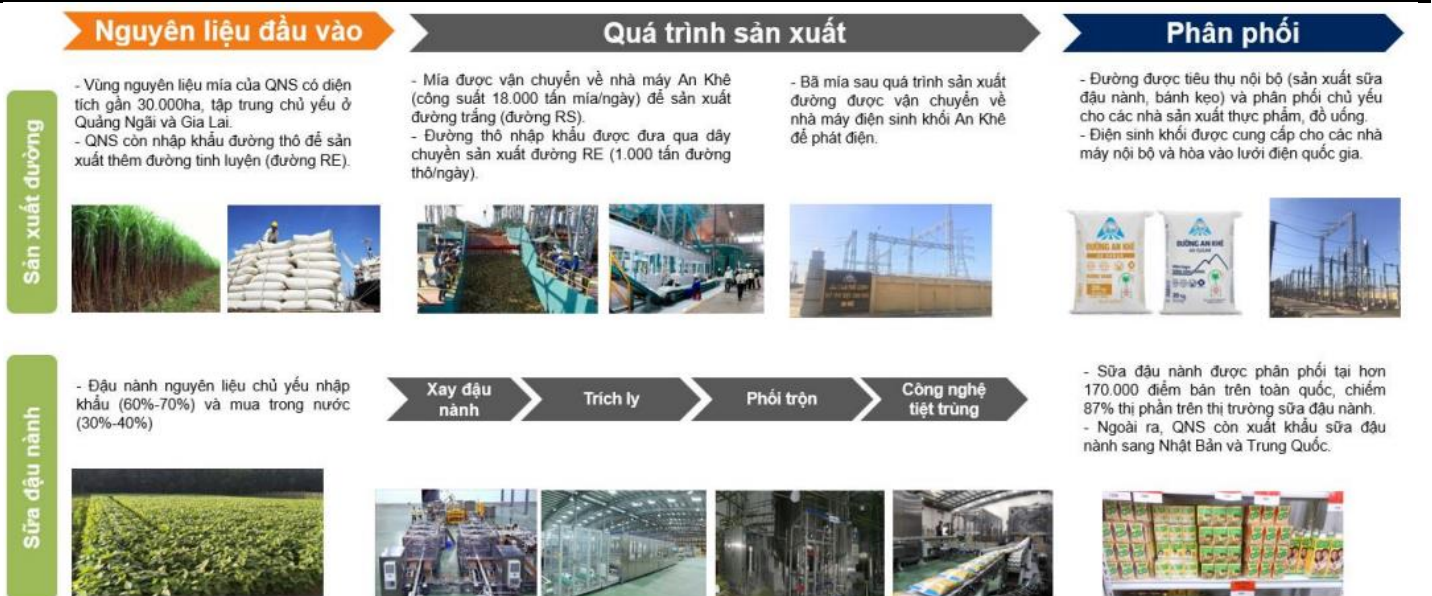 Nguyên liệu đầu vào
Quá trình sản xuất
Phân phối
Sản xuất đường
- Vùng nguyên liệu mía của QNS có diện
tích gần 30.000ha, tập trung chủ yếu ở
Quảng Ngãi và Gia Lai.
- QNS còn nhập khẩu đường thô để sản
xuất thêm đường tinh luyện (đường RE).
- Mía được vận chuyển về nhà máy An Khê
(công suất 18.000 tấn mía/ngày) để sản xuất
đường trắng (đường RS).
- Đường thô nhập khẩu được đưa qua dây
chuyền sản xuất đường RE (1.000 tấn đường
thô/ngày).
- Bã mía sau quá trình sản xuất
đường được vận chuyển về
nhà máy điện sinh khối An Khê
để phát điện.
- Đường được tiêu thụ nội bộ (sản xuất sữa
đậu nành, bánh kẹo) và phân phối chủ yếu
cho các nhà sản xuất thực phẩm, đồ uống.
- Điện sinh khối được cung cấp cho các nhà
máy nội bộ và hòa vào lưới điện quốc gia.
ĐƯỜNG AN KHÊ
ĐƯỜNG AN KHÊ
Sữa đậu nành
- Đậu nành nguyên liệu chủ yếu nhập
khẩu (60%-70%) và mua trong nước
(30%-40%)
Xay đậu
nành
Trích ly
Phối trộn
Công nghệ
tiệt trùng
- Sữa đậu nành được phân phối tại hơn
170.000 điểm bán trên toàn quốc, chiếm
87% thị phần trên thị trường sữa đậu nành.
- Ngoài ra, QNS còn xuất khẩu sữa đậu
nành sang Nhật Bản và Trung Quốc.